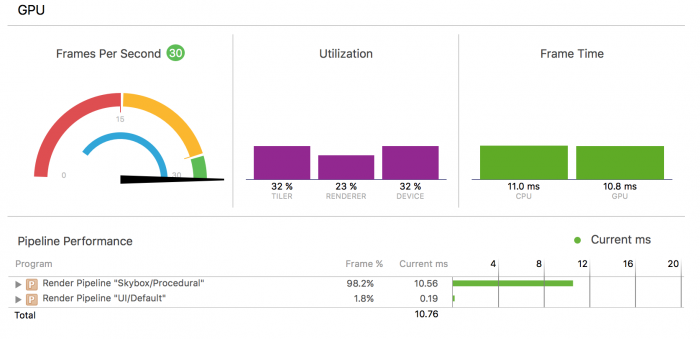 GPU
Frames Per Second 30
Utilization
Frame Time
15
0
30
32 %
23 %
32 %
11.0 ms
10.8 ms
TILER
RENDERER
DEVICE
CPU
GPU
Pipeline Performance
Current ms
Program
Frame %
Current ms
4
8
12
16
20
P Render Pipeline "Skybox/Procedural" 98.2% 10.56
P Render Pipeline "UI/Default" 1.8% 0.19
Total 10.76